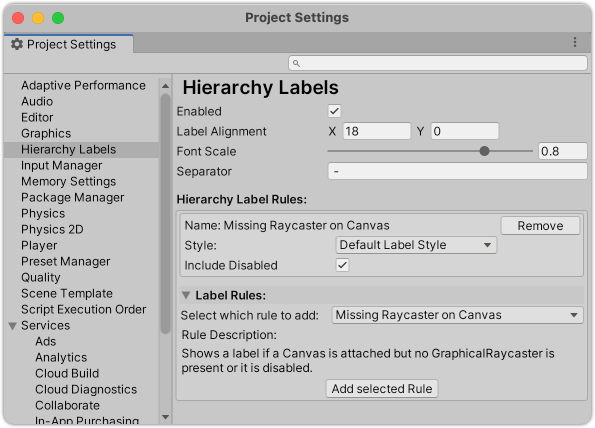 Project Settings
Project Settings
Adaptive Performance
Audio
Editor
Graphics
Hierarchy Labels
Input Manager
Memory Settings
Package Manager
Physics
Physics 2D
Player
Preset Manager
Quality
Scene Template
Script Execution Order
Services
Ads
Analytics
Cloud Build
Cloud Diagnostics
Collaborate
In-App Purchasing
Hierarchy Labels
Enabled
Label Alignment X 18 Y 0
Font Scale 0.8
Separator -
Hierarchy Label Rules:
Name: Missing Raycaster on Canvas Remove
Style: Default Label Style
Include Disabled
Label Rules:
Select which rule to add: Missing Raycaster on Canvas
Rule Description:
Shows a label if a Canvas is attached but no GraphicalRaycaster is
present or it is disabled.
Add selected Rule